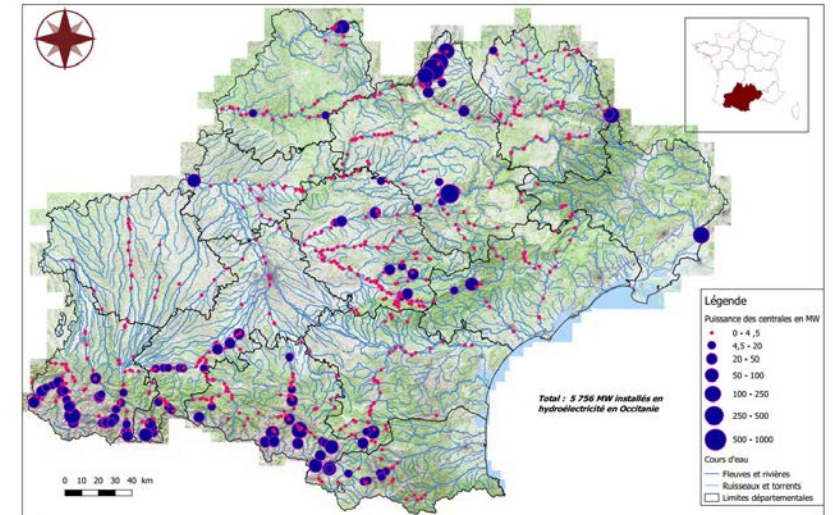 Légende
Puissance des centrales en MW
0 - 4 ,5
4,5 - 20
20 - 50
50 - 100
100 - 250
250 - 500
500 - 1000
Cours d'eau
Fleuves et rivières
Ruisseaux et torrents
Limites départementales
Total : 5 756 MW installés en
hydroélectricité en Occitanie
0 10 20 30 40 km